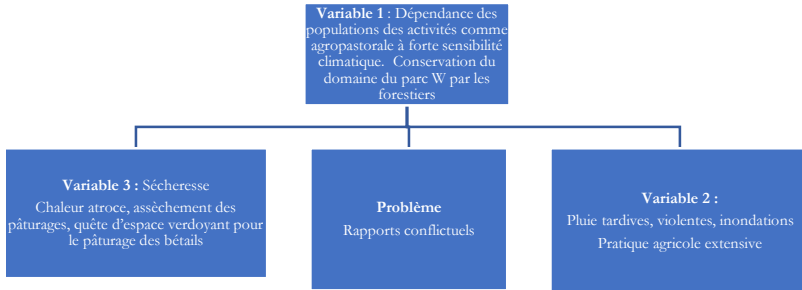 Variable 1 : Dépendance des
populations des activités comme
agropastorale à forte sensibilité
climatique. Conservation du
domaine du parc W par les
forestiers
Variable 3 : Sécheresse
Chaleur atroce, assèchement des
pâturages, quête d'espace verdoyant pour
le pâturage des bétails
Problème
Rapports conflictuels
Variable 2 :
Pluie tardives, violentes, inondations
Pratique agricole extensive